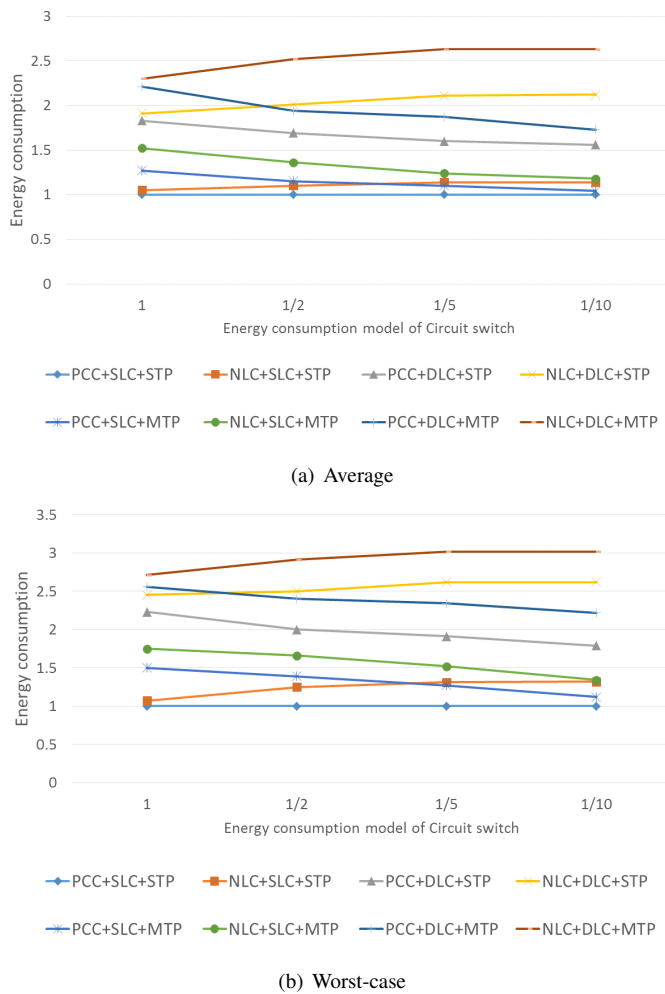 3
2.5
2
1.5
1
0.5
0
Energy consumption
1 1/2 1/5 1/10
Energy consumption model of Circuit switch
PCC+SLC+STP NLC+SLC+STP PCC+DLC+STP NLC+DLC+STP
PCC+SLC+MTP NLC+SLC+MTP PCC+DLC+MTP NLC+DLC+MTP
(a) Average
3.5
3
2.5
2
1.5
1
0.5
0
Energy consumption
1 1/2 1/5 1/10
Energy consumption model of Circuit switch
PCC+SLC+STP NLC+SLC+STP PCC+DLC+STP NLC+DLC+STP
PCC+SLC+MTP NLC+SLC+MTP PCC+DLC+MTP NLC+DLC+MTP
(b) Worst-case